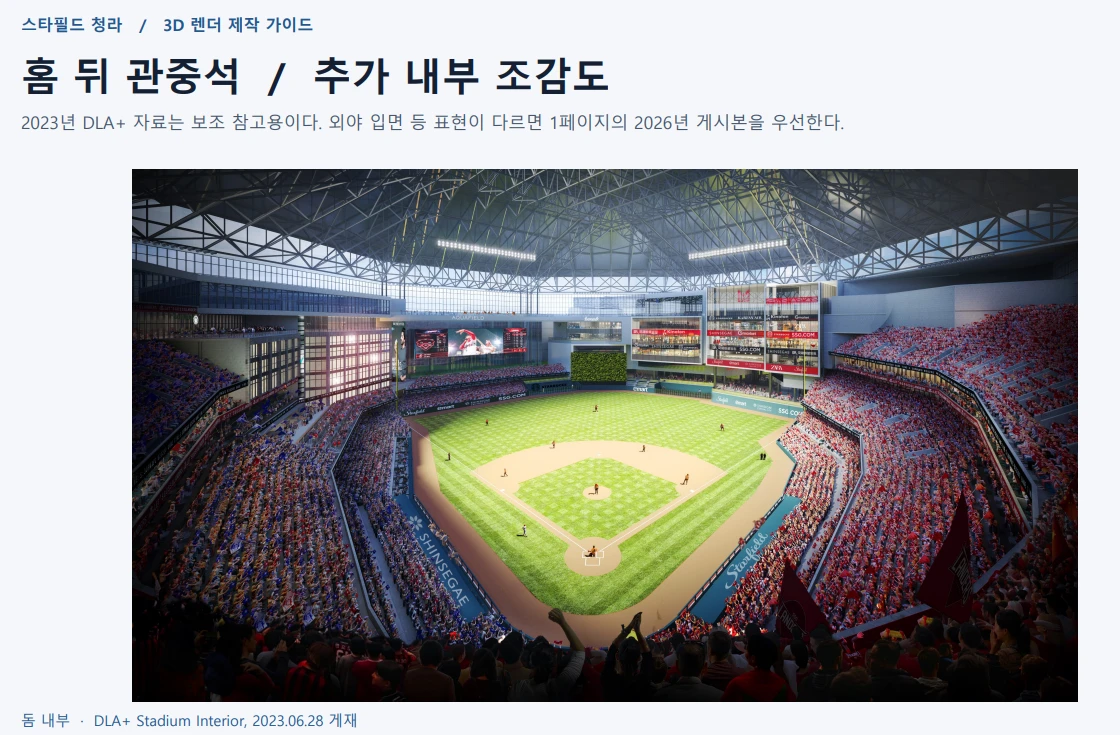 스타필드 청라 / 3D 렌더 제작 가이드
홈 뒤 관중석 / 추가 내부 조감도
2023년 DLA+ 자료는 보조 참고용이다. 외야 입면 등 표현이 다르면 1페이지의 2026년 게시본을 우선한다.
SSG.COM
SHINSEGAE
Starfield
돔 내부 · DLA+ Stadium Interior, 2023.06.28 게재